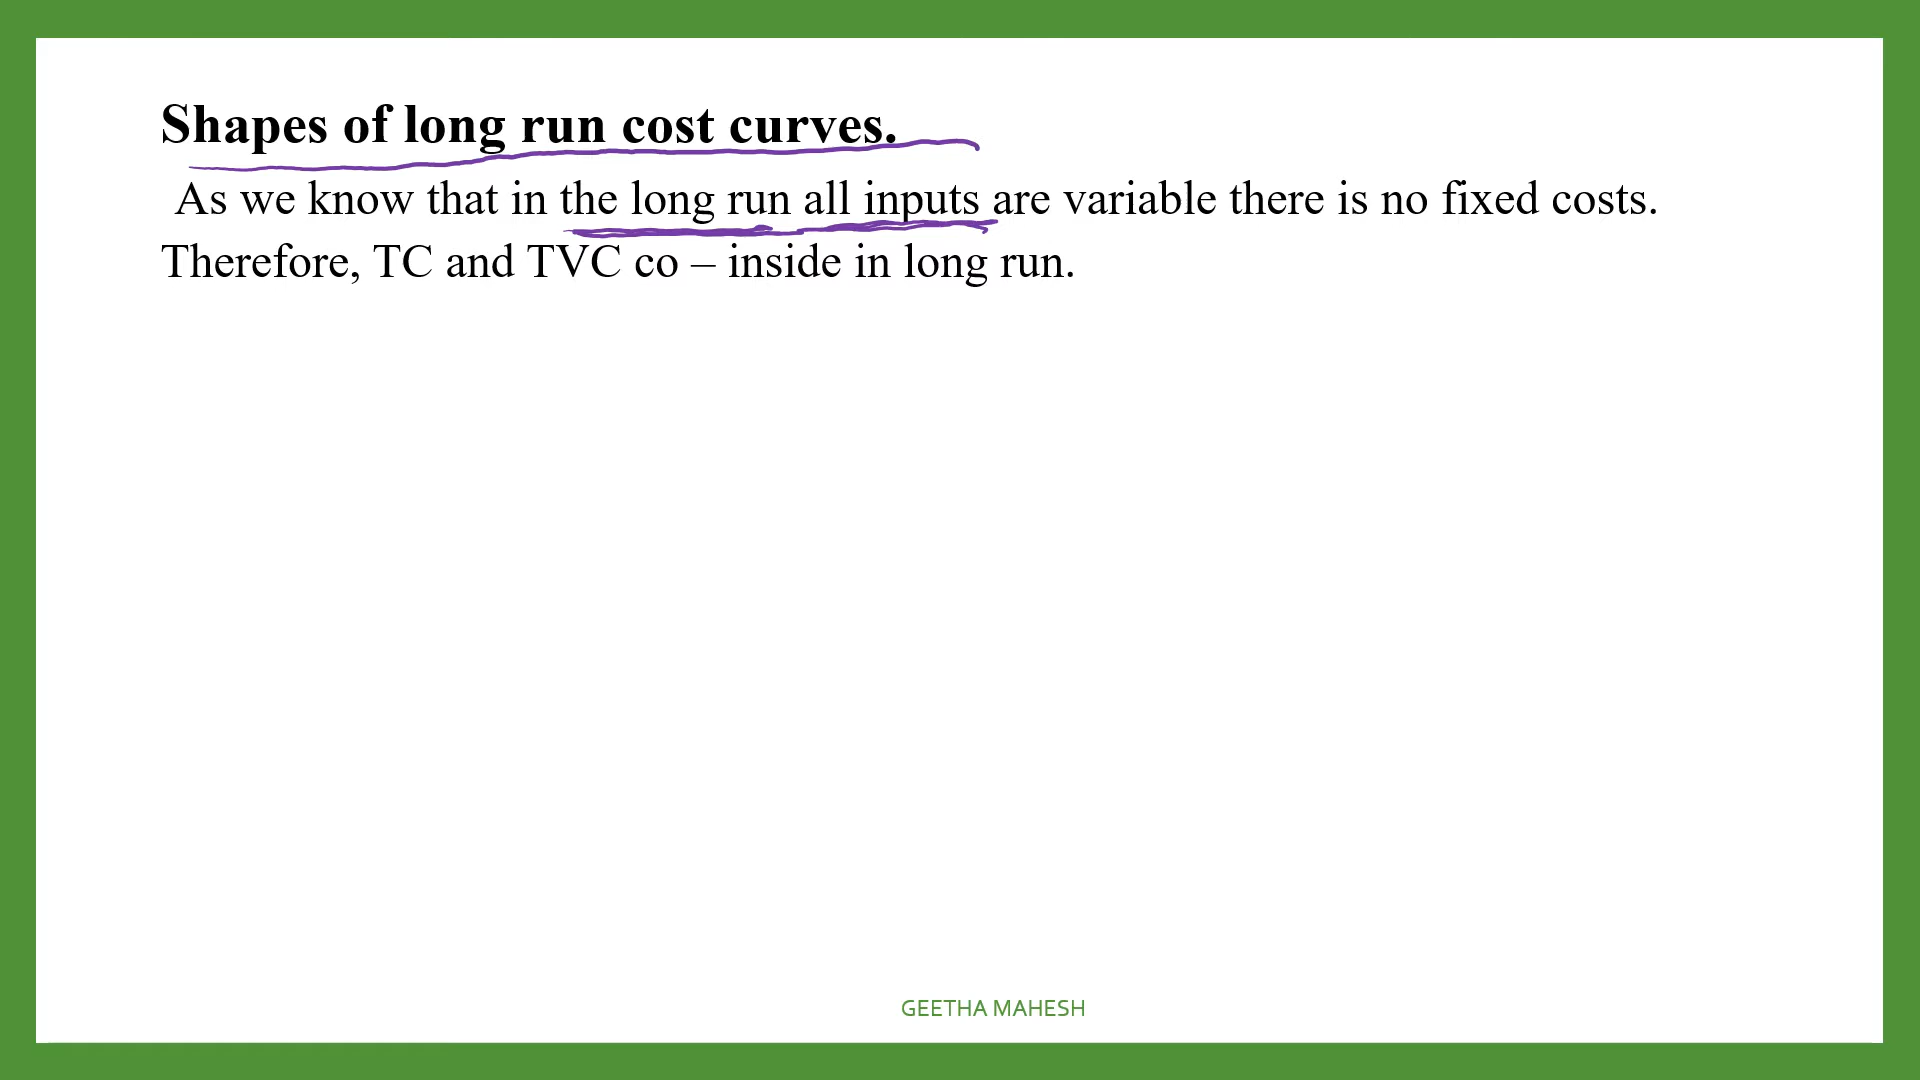 Shapes of long run cost curves.
As we know that in the long run all inputs are variable there is no fixed costs.
Therefore, TC and TVC co – inside in long run.
GEETHA MAHESH